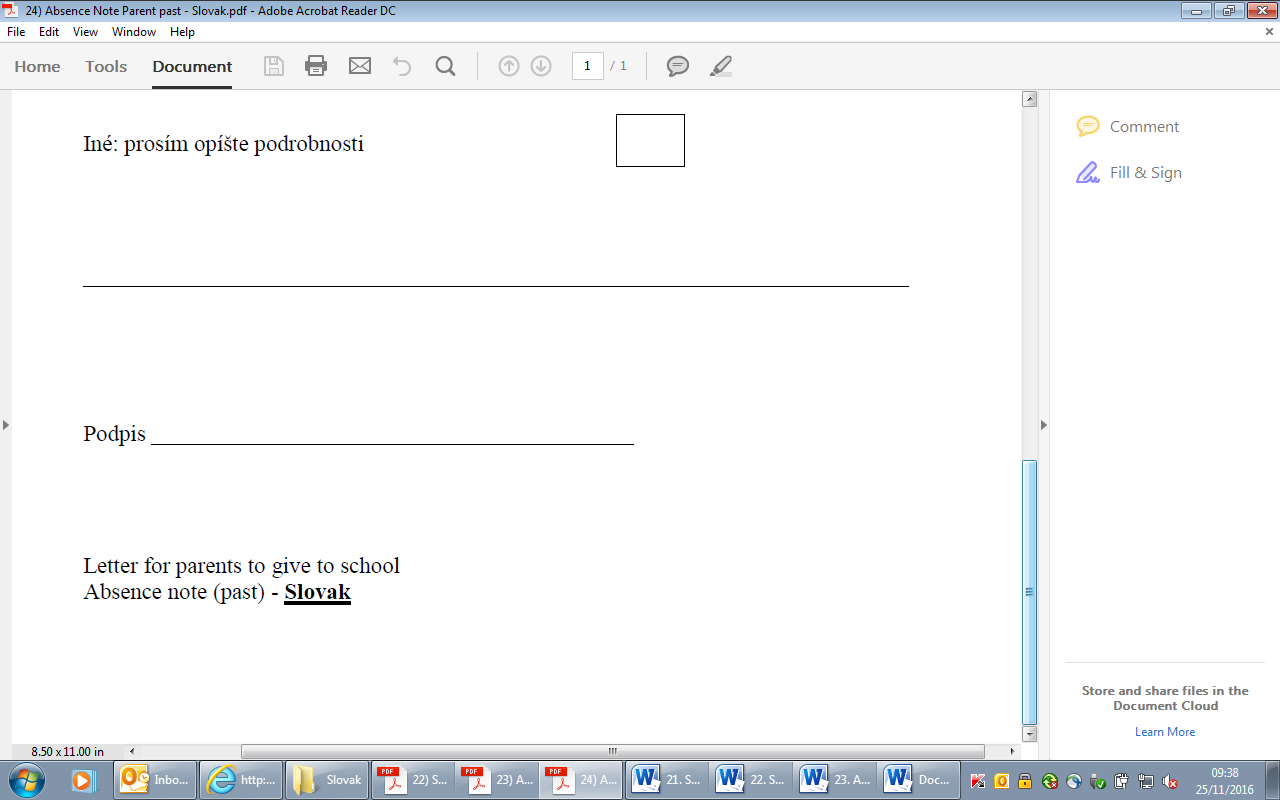 24) Absence Note Parent past - Slovak.pdf - Adobe Acrobat Reader DC
File Edit View Window Help
Home Tools Document 1 / 1
Iné: prosím opíšte podrobnosti
Comment
Fill & Sign
Podpis
Letter for parents to give to school
Absence note (past) - Slovak
Store and share files in the
Document Cloud
Learn More
8.50 x 11.00 in
Inbo... http:... Slovak 22) S... 23) A... 24) A... 21. S... 22. S... 23. A... Doc... 09:38
25/11/2016